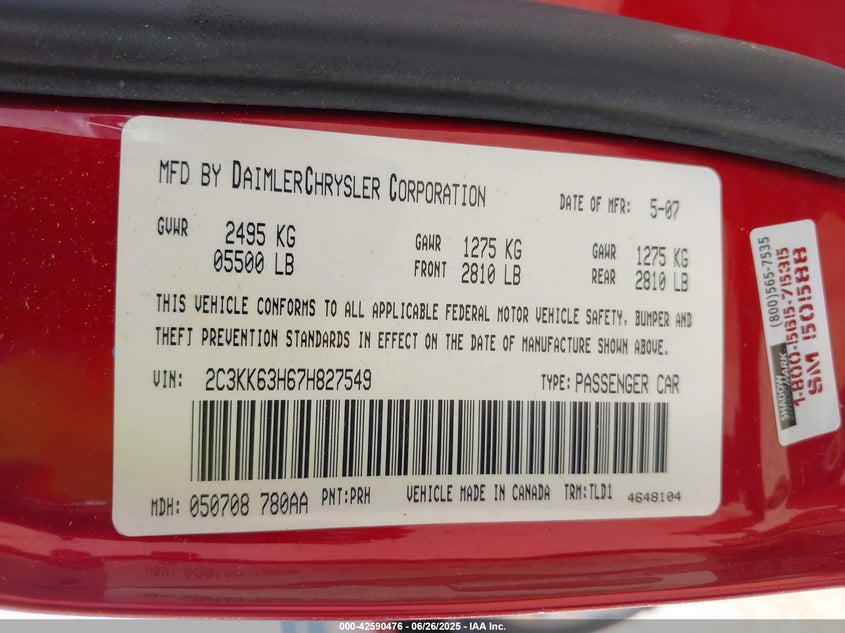 MFD BY DAIMLERCHRYSLER CORPORATION
DATE OF MFR: 5-07
GVWR 2495 KG
05500 LB
GAWR FRONT 1275 KG
2810 LB
GAWR REAR 1275 KG
2810 LB
THIS VEHICLE CONFORMS TO ALL APPLICABLE FEDERAL MOTOR VEHICLE SAFETY, BUMPER AND
THEFT PREVENTION STANDARDS IN EFFECT ON THE DATE OF MANUFACTURE SHOWN ABOVE.
VIN: 2C3KK63H67H827549 TYPE: PASSENGER CAR
MDH: 050708 780AA PNT:PRH VEHICLE MADE IN CANADA TRM:TLD1 4648104
(800)565-7535
SHADOWMARK
000-42590476 - 06/26/2025 - IAA Inc.